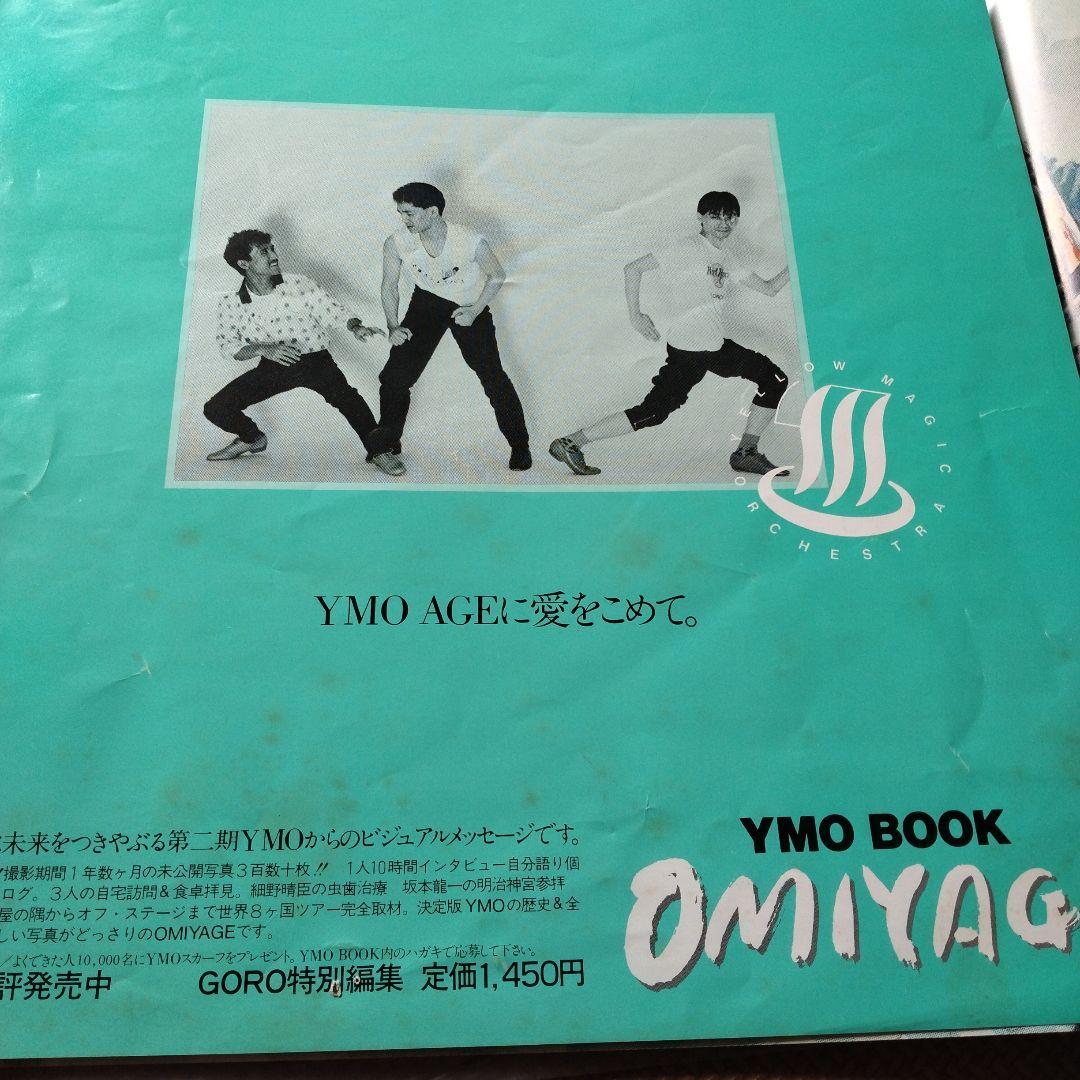 YELLOW MAGIC ORCHESTRA
YMO AGEに愛をこめて。
未来をつきやぶる第二期YMOからのビジュアルメッセージです。
撮影期間1年数ヶ月の未公開写真3百数十枚!! 1人10時間インタビュー自分語り個
ログ。3人の自宅訪問&食卓拝見。細野晴臣の虫歯治療 坂本龍一の明治神宮参拝
屋の隅からオフ・ステージまで世界8ヶ国ツアー完全取材。決定版YMOの歴史&全
しい写真がどっさりのOMIYAGEです。
/よくできた人10,000名にYMOスカーフをプレゼント。YMO BOOK内のハガキで応募して下さい。
評発売中 GORO特別編集 定価1,450円
YMO BOOK
OMIYAG